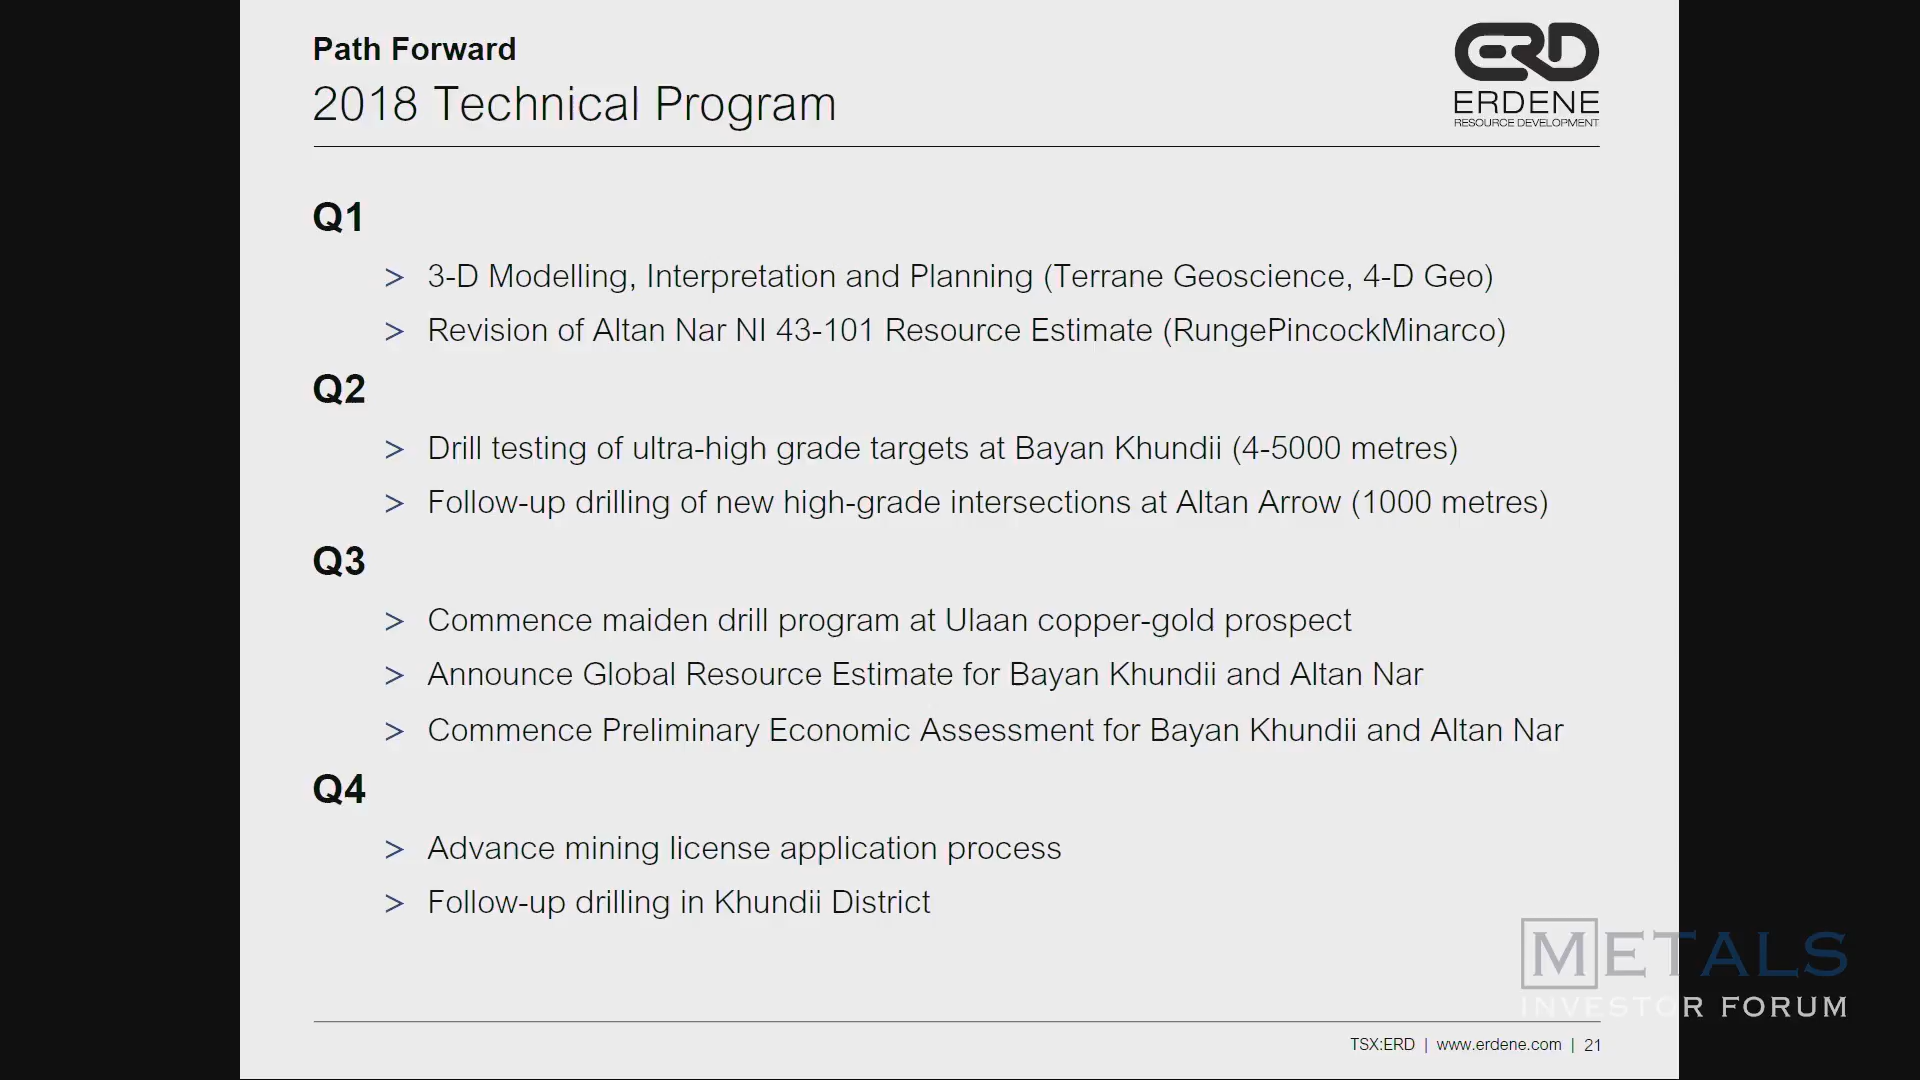 Path Forward
2018 Technical Program
ERD
ERDENE
RESOURCE DEVELOPMENT
Q1
> 3-D Modelling, Interpretation and Planning (Terrane Geoscience, 4-D Geo)
> Revision of Altan Nar NI 43-101 Resource Estimate (RungePincockMinarco)
Q2
> Drill testing of ultra-high grade targets at Bayan Khundii (4-5000 metres)
> Follow-up drilling of new high-grade intersections at Altan Arrow (1000 metres)
Q3
> Commence maiden drill program at Ulaan copper-gold prospect
> Announce Global Resource Estimate for Bayan Khundii and Altan Nar
> Commence Preliminary Economic Assessment for Bayan Khundii and Altan Nar
Q4
> Advance mining license application process
> Follow-up drilling in Khundii District
METALS
INVESTOR FORUM
TSX:ERD | www.erdene.com | 21